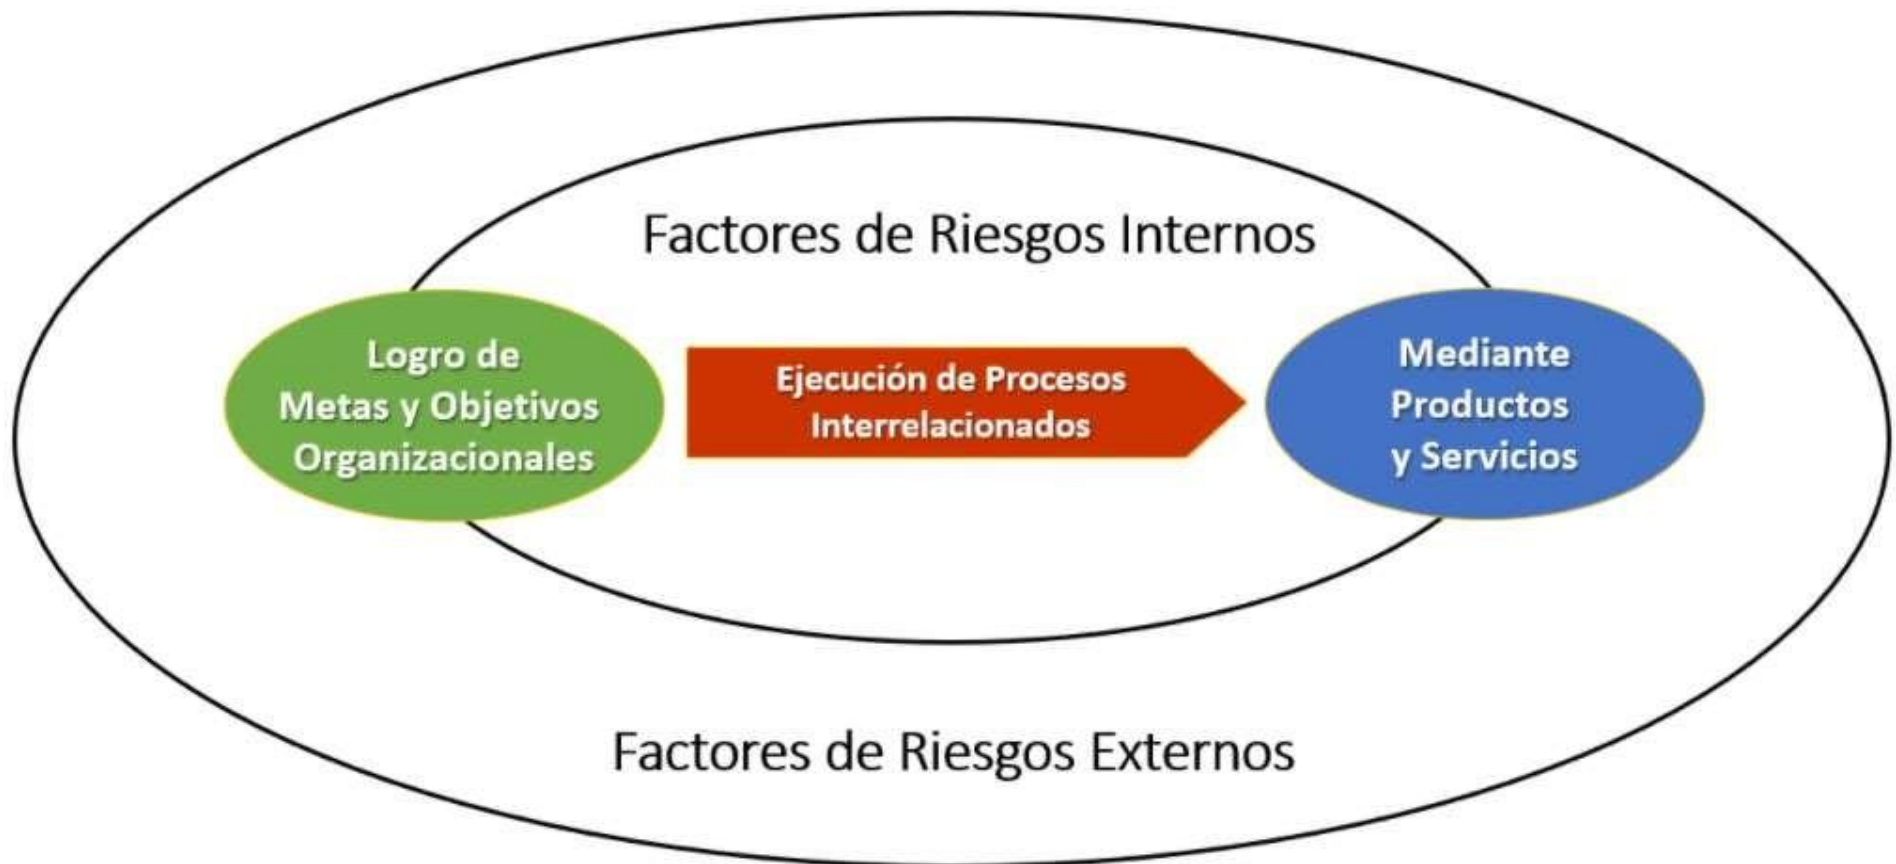 Factores de Riesgos Internos
Logro de
Metas y Objetivos
Organizacionales
Ejecución de Procesos
Interrelacionados
Mediante
Productos
y Servicios
Factores de Riesgos Externos